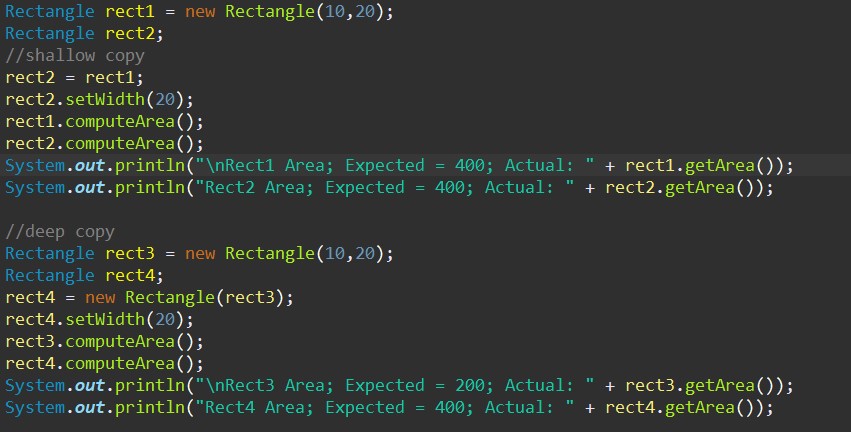 Rectangle rect1 = new Rectangle(10,20);
Rectangle rect2;
//shallow copy
rect2 = rect1;
rect2.setWidth(20);
rect1.computeArea();
rect2.computeArea();
System.out.println("\nRect1 Area; Expected = 400; Actual: " + rect1.getArea());
System.out.println("Rect2 Area; Expected = 400; Actual: " + rect2.getArea());

//deep copy
Rectangle rect3 = new Rectangle(10,20);
Rectangle rect4;
rect4 = new Rectangle(rect3);
rect4.setWidth(20);
rect3.computeArea();
rect4.computeArea();
System.out.println("\nRect3 Area; Expected = 200; Actual: " + rect3.getArea());
System.out.println("Rect4 Area; Expected = 400; Actual: " + rect4.getArea());